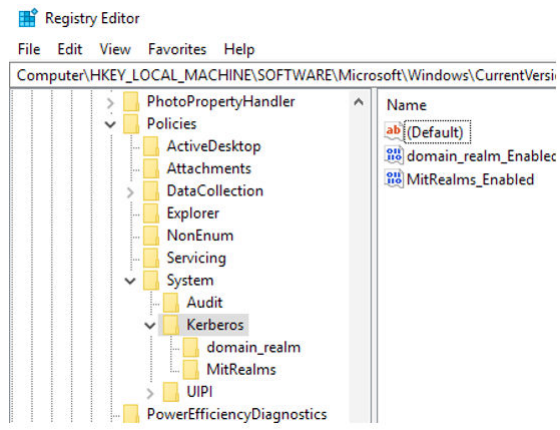 Registry Editor
File Edit View Favorites Help
Computer\HKEY_LOCAL_MACHINE\SOFTWARE\Microsoft\Windows\CurrentVersi
PhotoPropertyHandler
Policies
ActiveDesktop
Attachments
DataCollection
Explorer
NonEnum
Servicing
System
Audit
Kerberos
domain_realm
MitRealms
UIPI
PowerEfficiencyDiagnostics
Name
(Default)
domain_realm_Enabled
MitRealms_Enabled